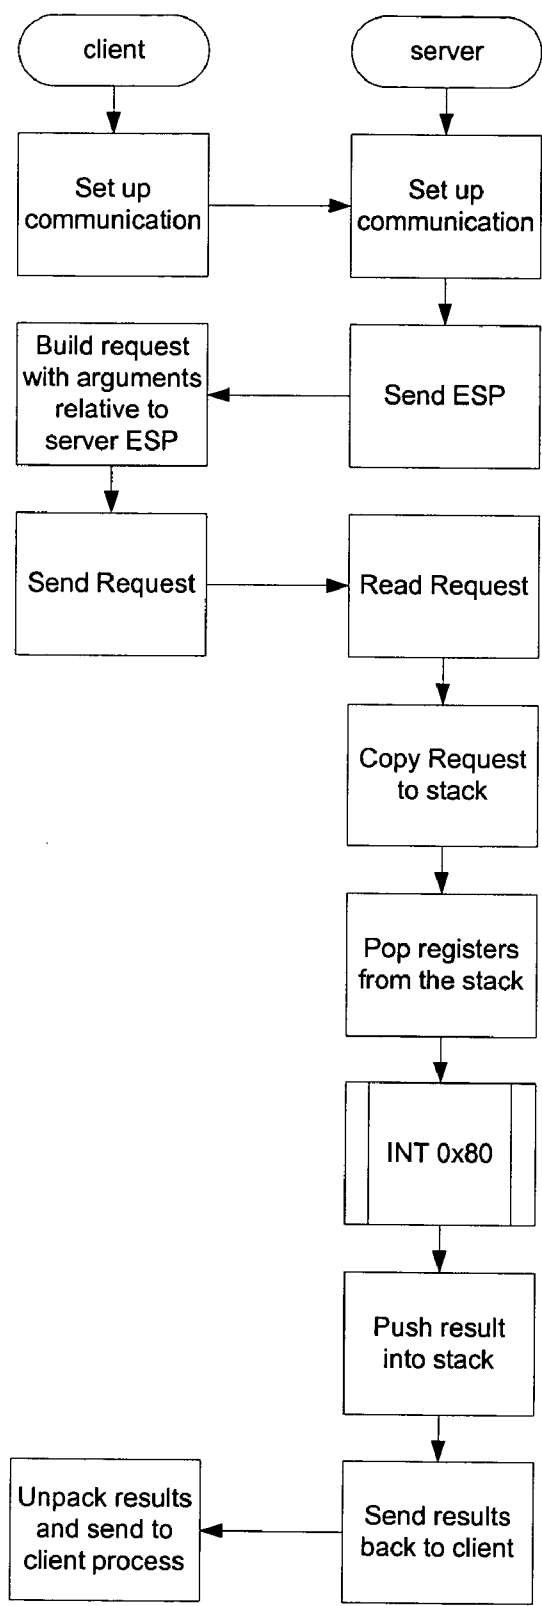 client
server
Set up
communication
Set up
communication
Build request
with arguments
relative to
server ESP
Send ESP
Send Request
Read Request
Copy Request
to stack
Pop registers
from the stack
INT 0x80
Push result
into stack
Unpack results
and send to
client process
Send results
back to client